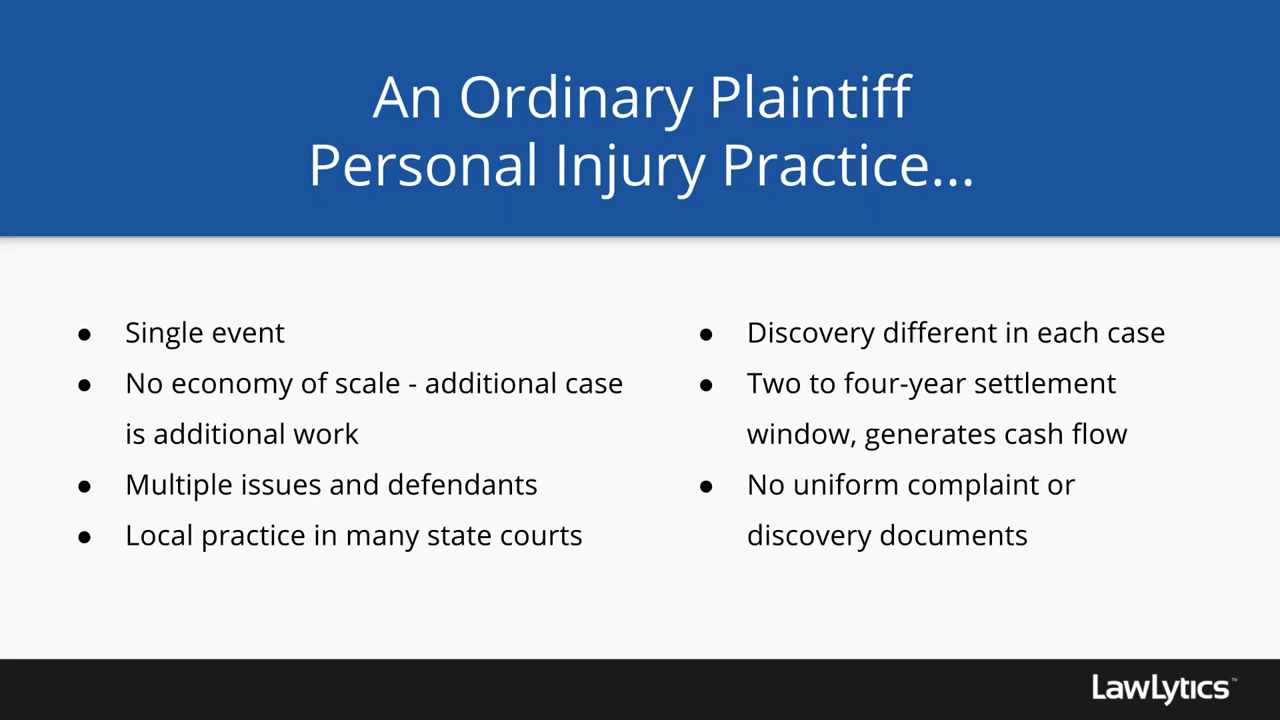 An Ordinary Plaintiff
Personal Injury Practice...
● Single event
● No economy of scale - additional case
is additional work
● Multiple issues and defendants
● Local practice in many state courts
● Discovery different in each case
● Two to four-year settlement
window, generates cash flow
● No uniform complaint or
discovery documents
LawLytics™